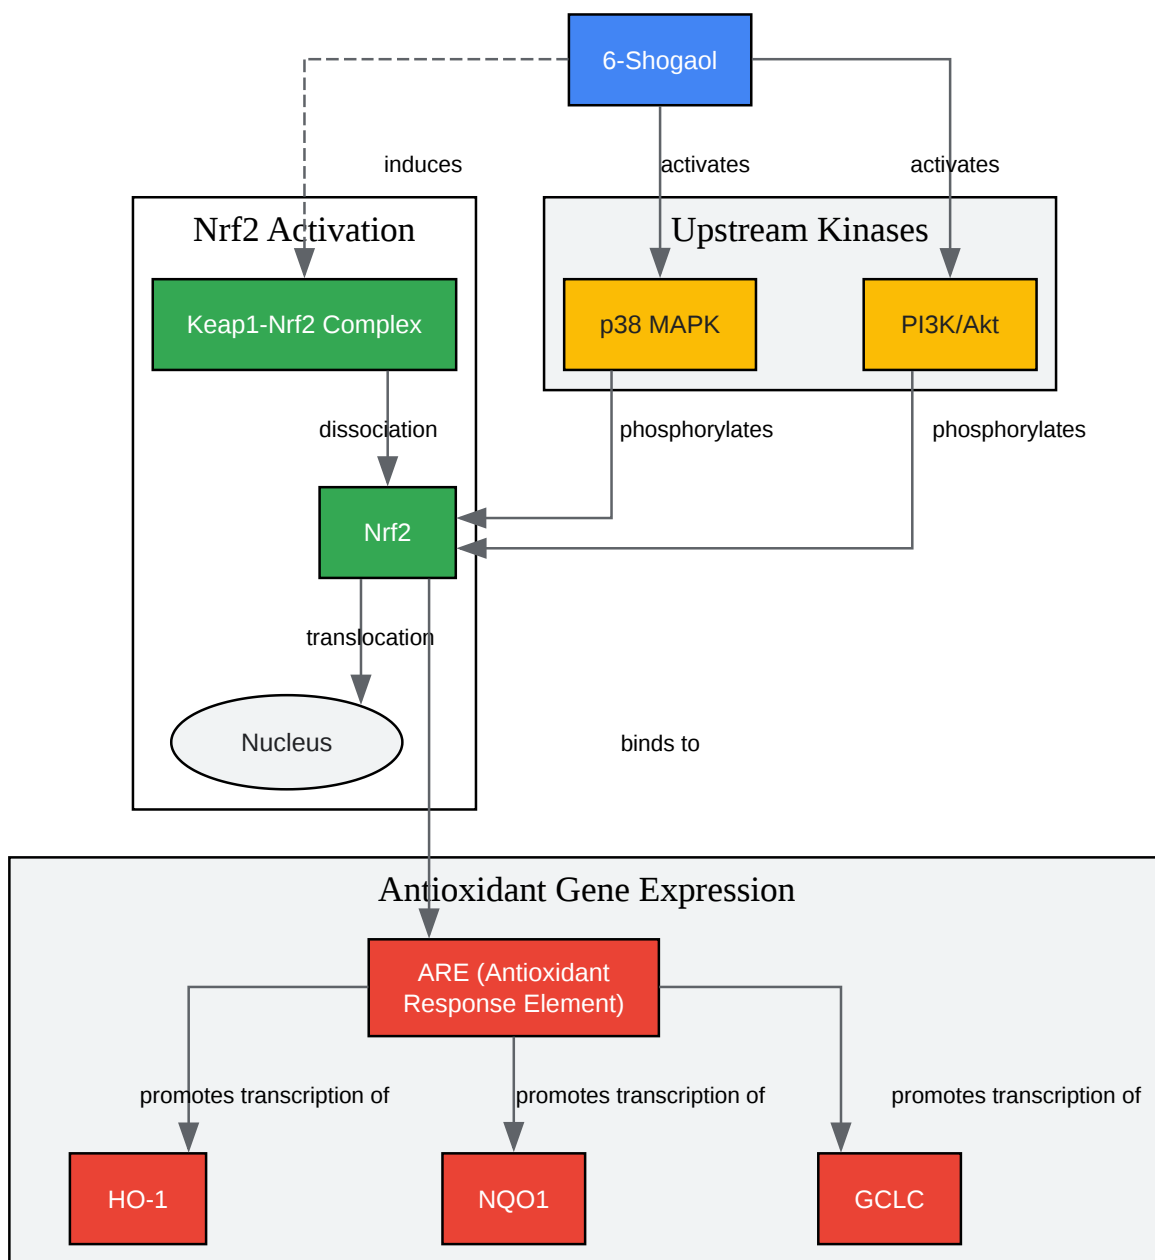 6-Shogaol
induces
activates
activates
Nrf2 Activation
Upstream Kinases
Keap1-Nrf2 Complex
p38 MAPK
PI3K/Akt
dissociation
phosphorylates
phosphorylates
Nrf2
translocation
Nucleus
binds to
Antioxidant Gene Expression
ARE (Antioxidant
Response Element)
promotes transcription of
promotes transcription of
promotes transcription of
HO-1
NQO1
GCLC